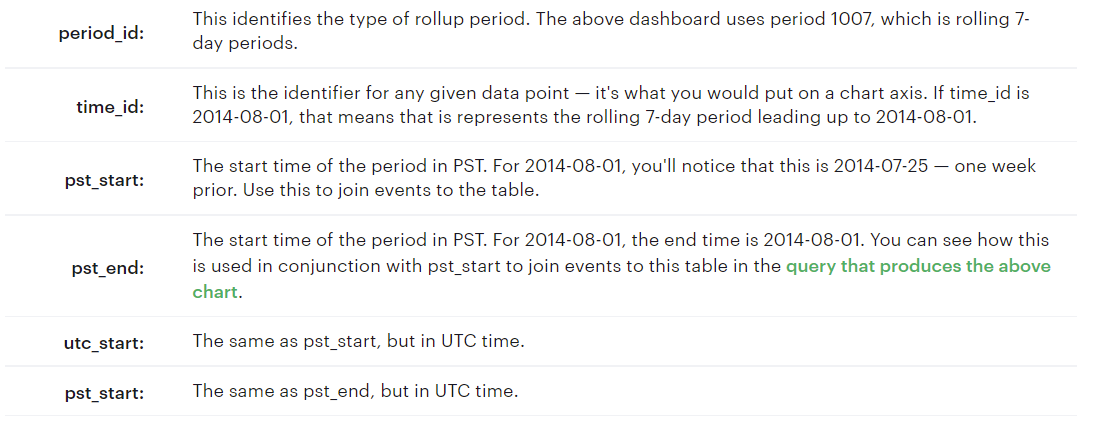 This identifies the type of rollup period. The above dashboard uses period 1007, which is rolling 7-
period_id:
day periods.
This is the identifier for any given data point — it's what you would put on a chart axis. If time_id is
time_id:
2014-08-01, that means that is represents the rolling 7-day period leading up to 2014-08-01.
The start time of the period in PST. For 2014-08-01, you'll notice that this is 2014-07-25 — one week
pst_start:
prior. Use this to join events to the table.
The start time of the period in PST. For 2014-08-01, the end time is 2014-08-01. You can see how this
pst_end:
is used in conjunction with pst_start to join events to this table in the query that produces the above
chart.
utc_start:
The same as pst_start, but in UTC time.
pst_start:
The same as pst_end, but in UTC time.